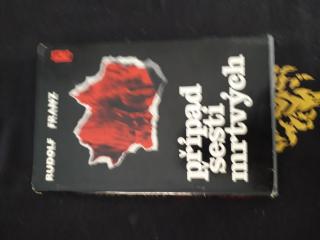 RUDOLF FRANZ
případ
šesti
mrtvých